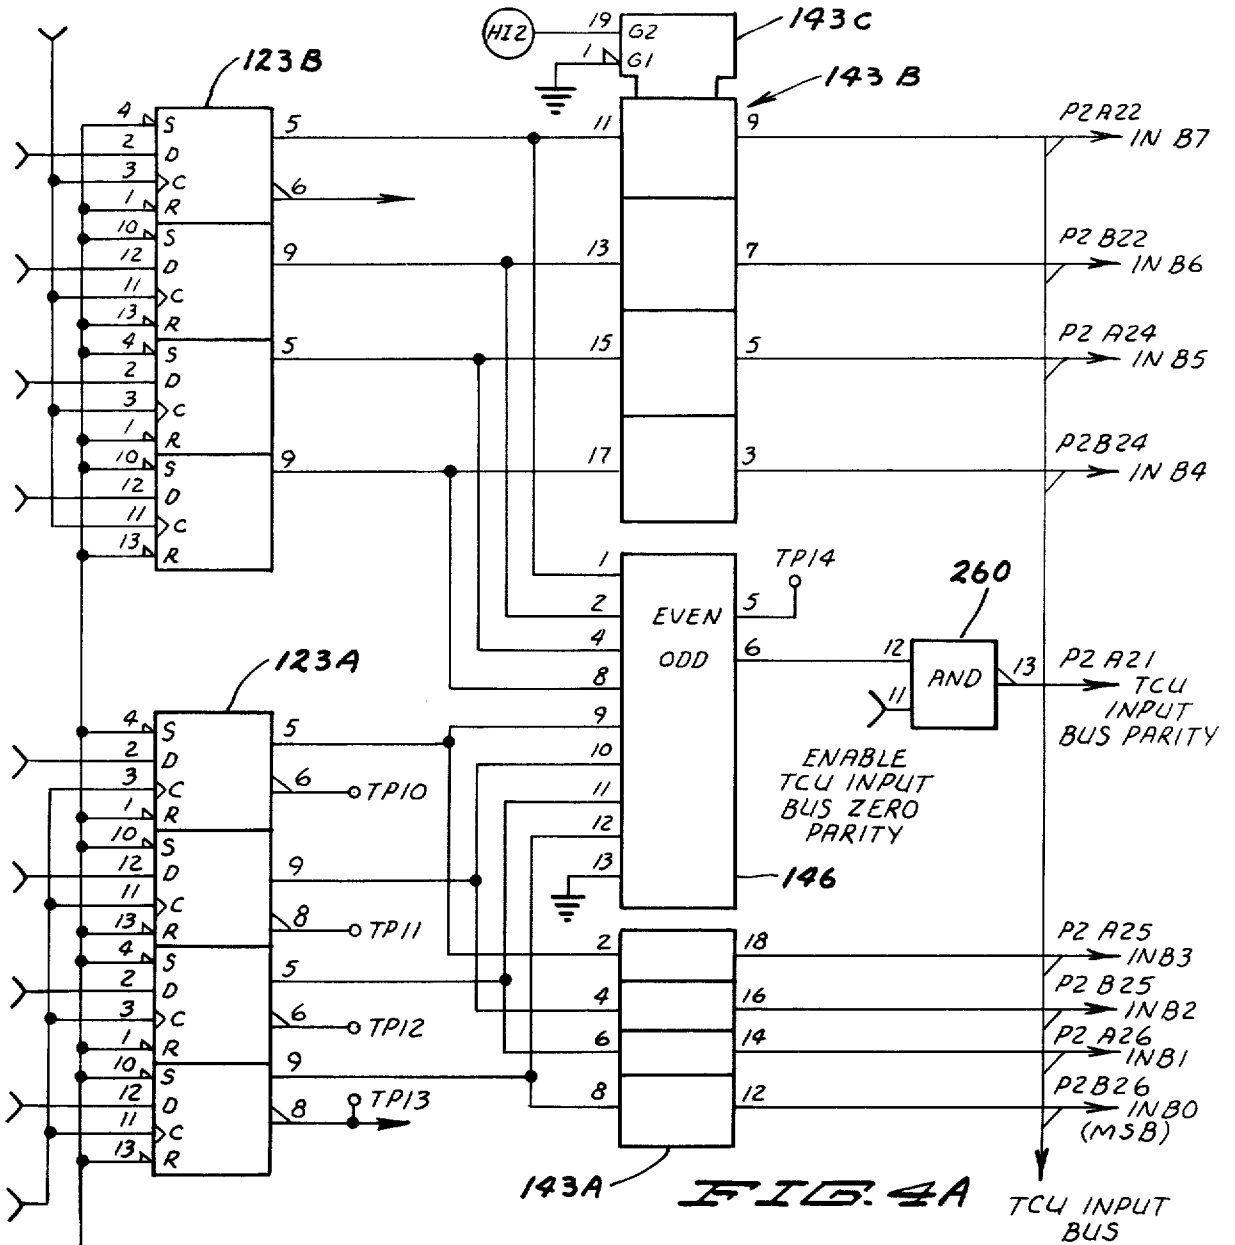 HI2
19
G2
1
G1
143C
143B
123B
4 S
2 D
3 C
1 R
10 S
12 D
11 C
13 R
4 S
2 D
3 C
1 R
10 S
12 D
11 C
13 R
5
6
9
5
9
11
13
15
17
9
7
5
3
P2A22
IN B7
P2B22
IN B6
P2 A24
IN B5
P2B24
IN B4
1
2
4
8
9
10
11
12
13
EVEN
ODD
5
6
TP14
146
260
12
11
AND
13
P2 A21
TCU
INPUT
BUS PARITY
ENABLE
TCU INPUT
BUS ZERO
PARITY
123A
4 S
2 D
3 C
1 R
10 S
12 D
11 C
13 R
4 S
2 D
3 C
1 R
10 S
12 D
11 C
13 R
5
6 TP10
9
8 TP11
5
6 TP12
9
8 TP13
2
4
6
8
18
16
14
12
P2 A25
INB3
P2 B25
INB2
P2 A26
INB1
P2B26
INB0
(MSB)
143A
FIG. 4A
TCU INPUT
BUS